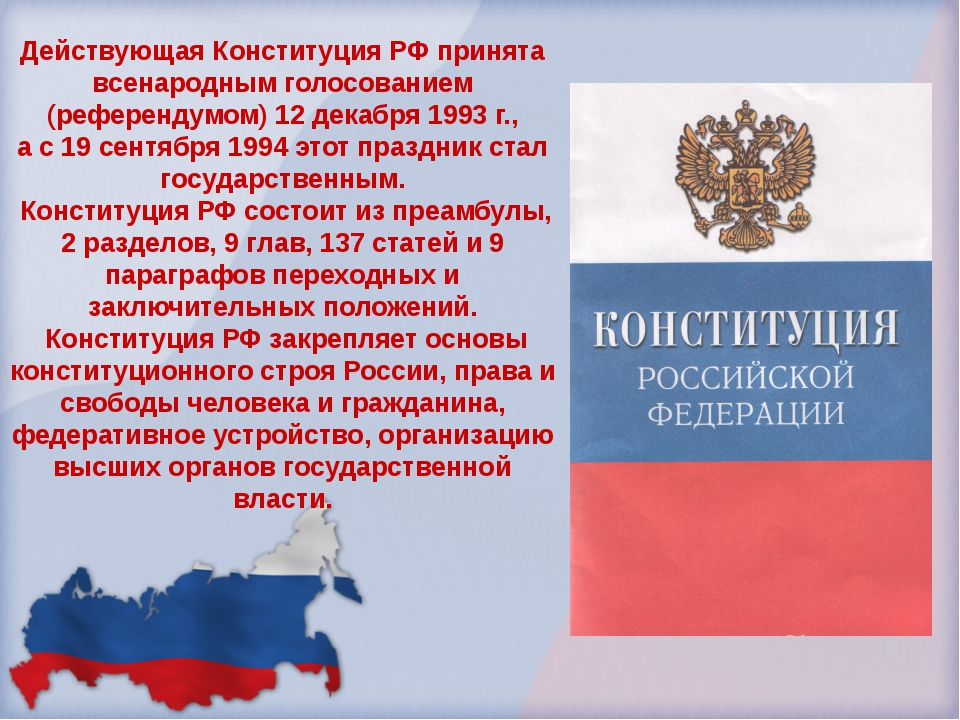 Действующая Конституция РФ принята
всенародным голосованием
(референдумом) 12 декабря 1993 г.,
а с 19 сентября 1994 этот праздник стал
государственным.
Конституция РФ состоит из преамбулы,
2 разделов, 9 глав, 137 статей и 9
параграфов переходных и
заключительных положений.
Конституция РФ закрепляет основы
конституционного строя России, права и
свободы человека и гражданина,
федеративное устройство, организацию
высших органов государственной
власти.
КОНСТИТУЦИЯ
РОССИЙСКОЙ
ФЕДЕРАЦИИ